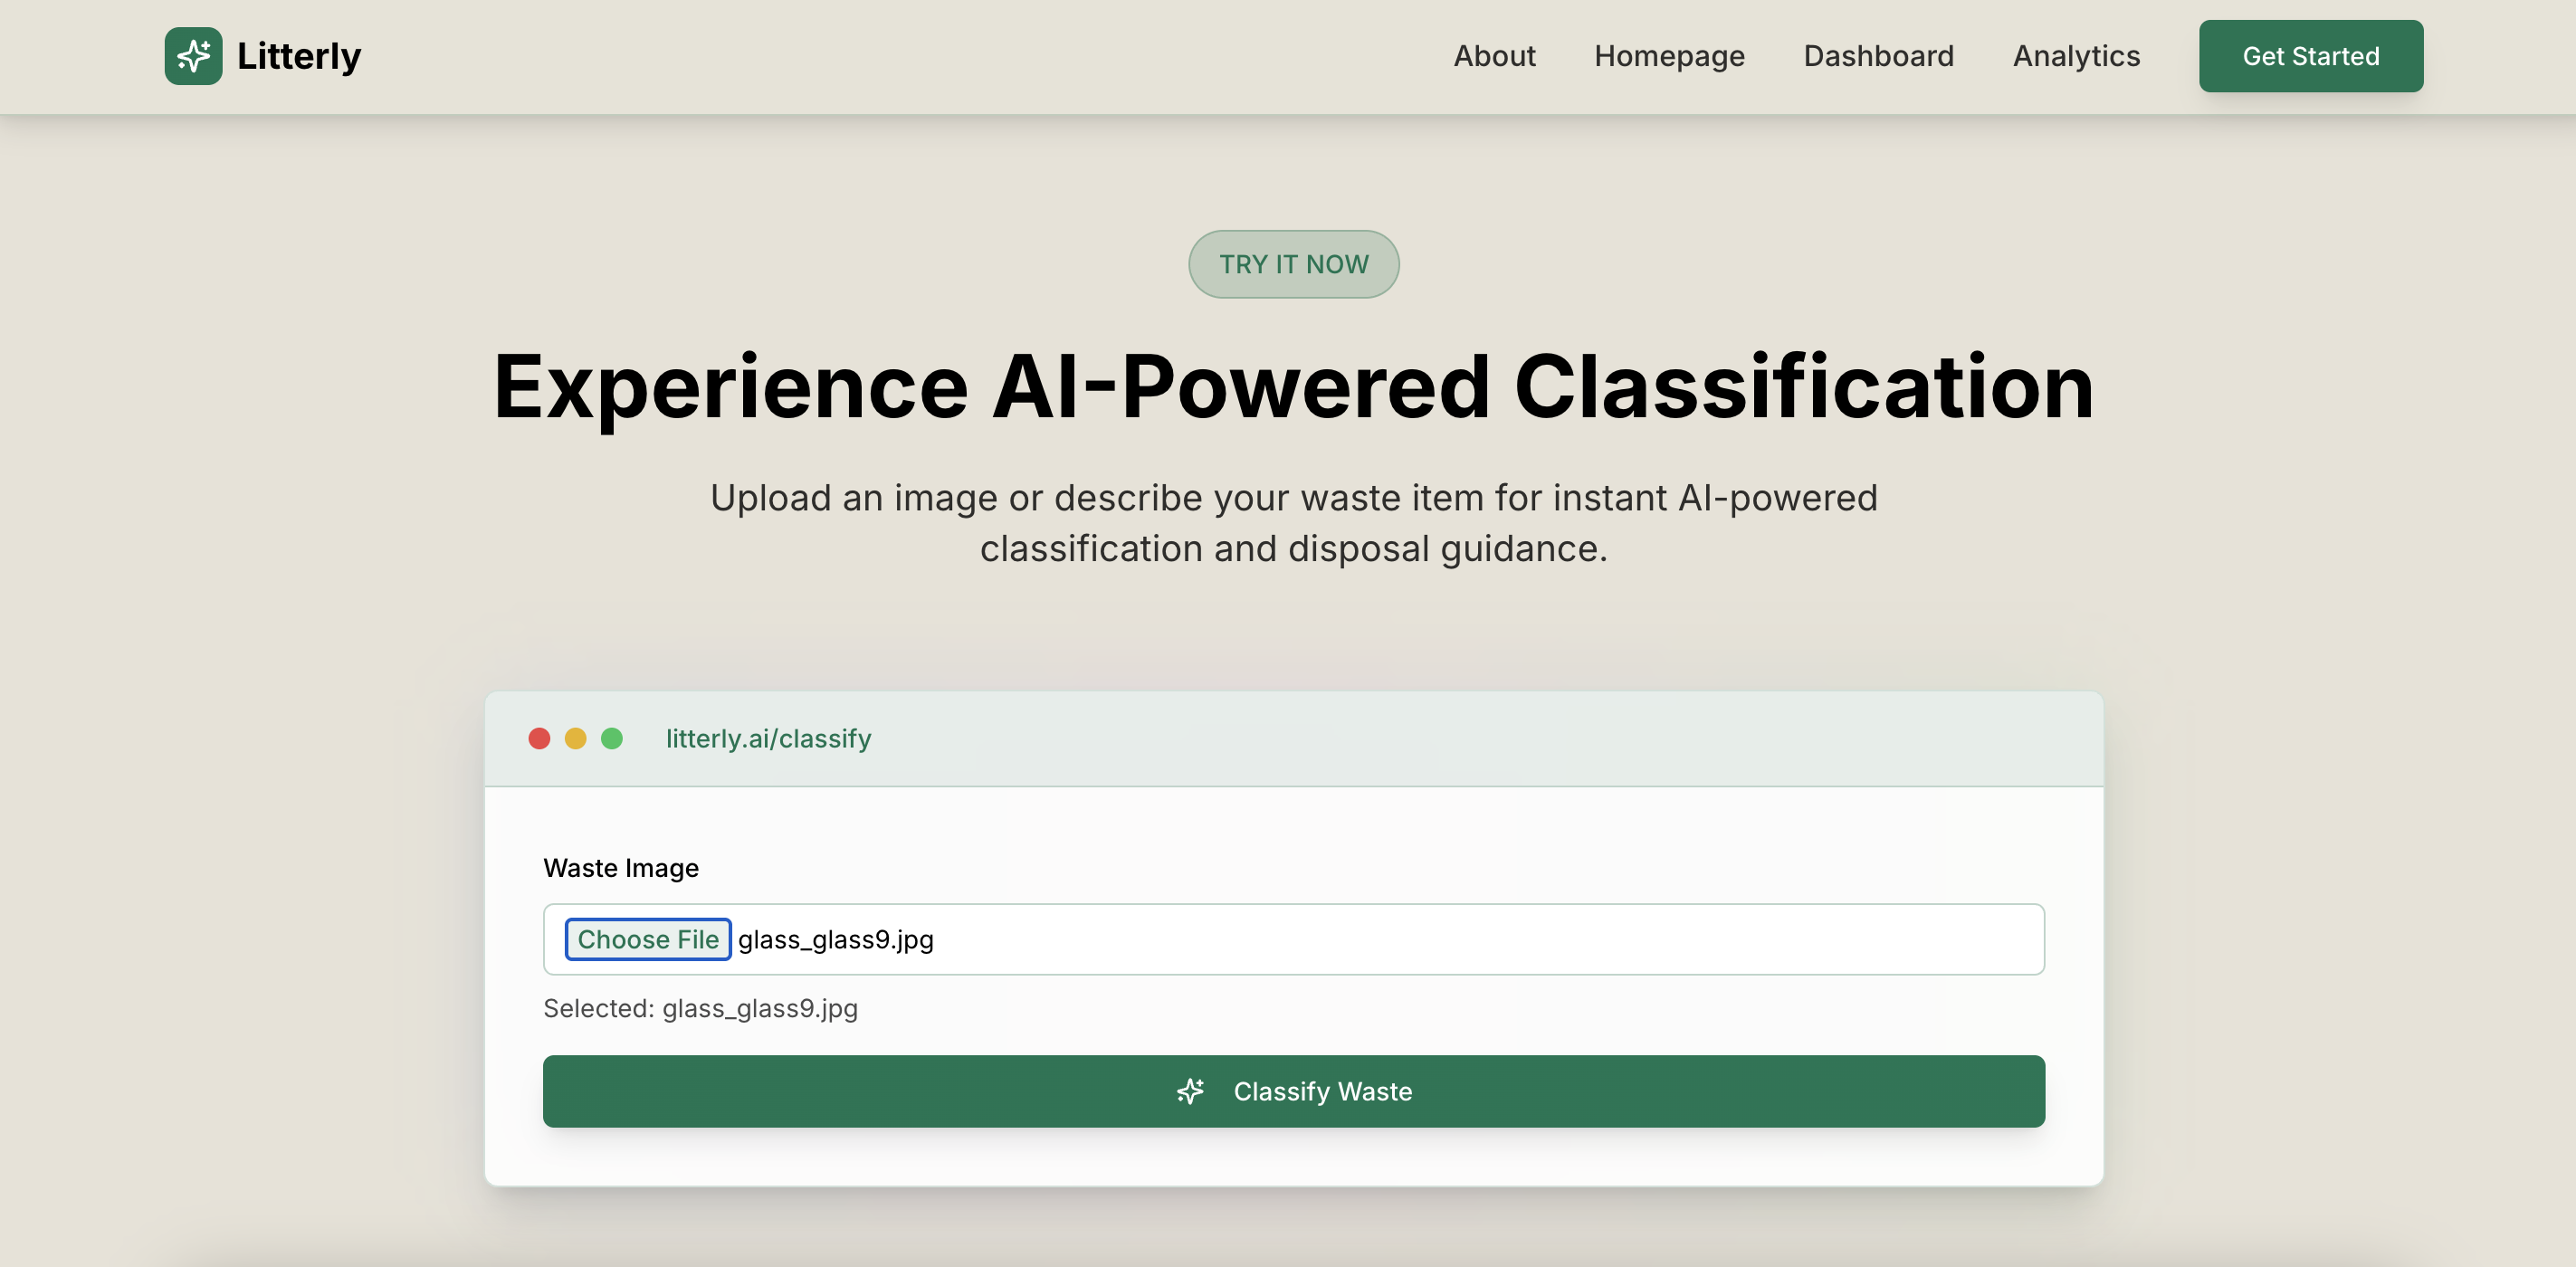 Litterly
About
Homepage
Dashboard
Analytics
Get Started
TRY IT NOW
Experience AI-Powered Classification
Upload an image or describe your waste item for instant AI-powered
classification and disposal guidance.
litterly.ai/classify
Waste Image
Choose File glass_glass9.jpg
Selected: glass_glass9.jpg
Classify Waste